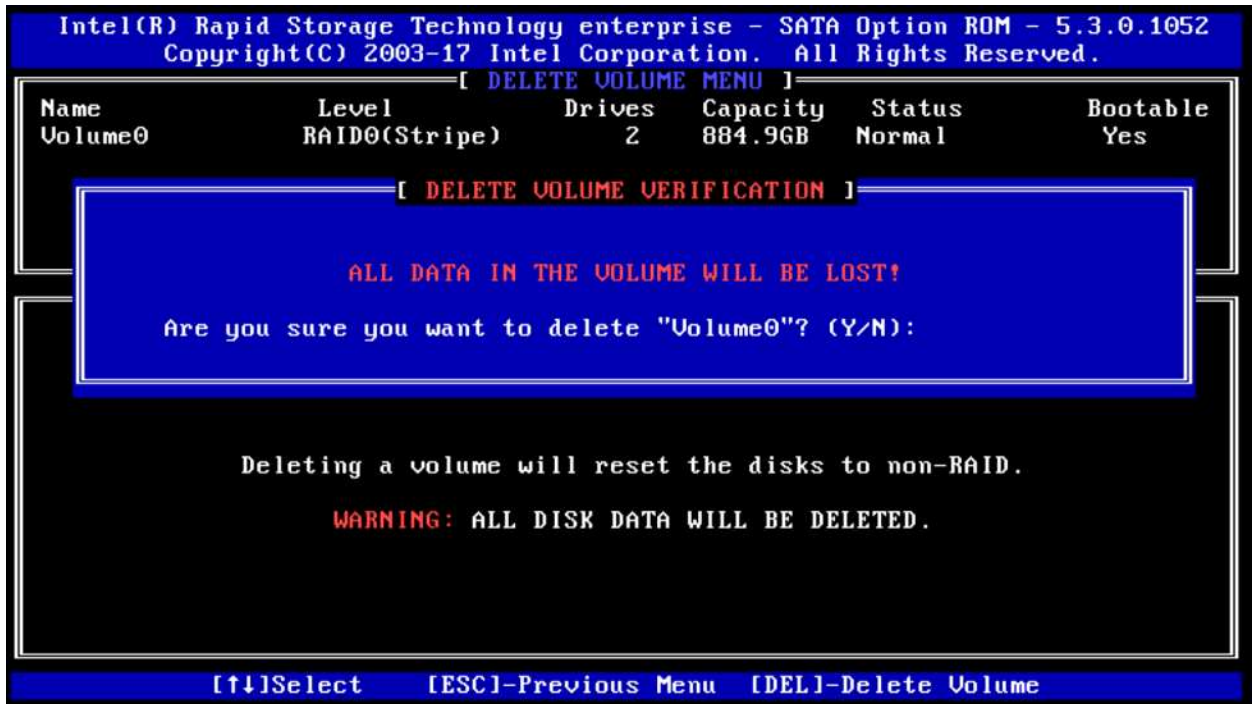 Intel(R) Rapid Storage Technology enterprise - SATA Option ROM - 5.3.0.1052
Copyright(C) 2003-17 Intel Corporation. All Rights Reserved.
[ DELETE VOLUME MENU ]
Name Level Drives Capacity Status Bootable
Volume0 RAID0(Stripe) 2 884.9GB Normal Yes
[ DELETE VOLUME VERIFICATION ]
ALL DATA IN THE VOLUME WILL BE LOST!
Are you sure you want to delete "Volume0"? (Y/N):
Deleting a volume will reset the disks to non-RAID.
WARNING: ALL DISK DATA WILL BE DELETED.
[↑↓]Select [ESC]-Previous Menu [DEL]-Delete Volume